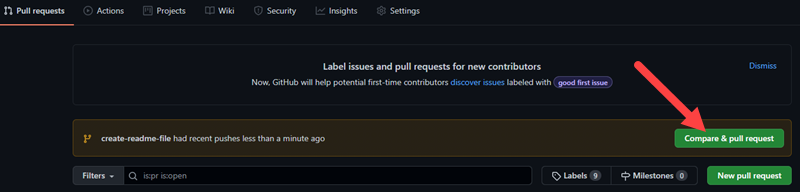 Pull requests Actions Projects Wiki Security Insights Settings
Label issues and pull requests for new contributors
Dismiss
Now, GitHub will help potential first-time contributors discover issues labeled with good first issue
create-readme-file had recent pushes less than a minute ago Compare & pull request
Filters is:pr is:open Labels 9 Milestones 0 New pull request